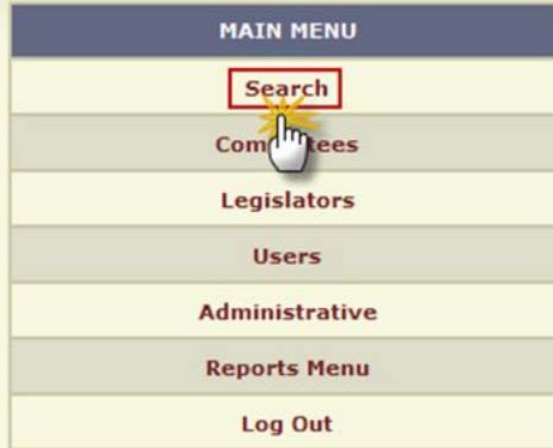 MAIN MENU
Search
Committees
Legislators
Users
Administrative
Reports Menu
Log Out